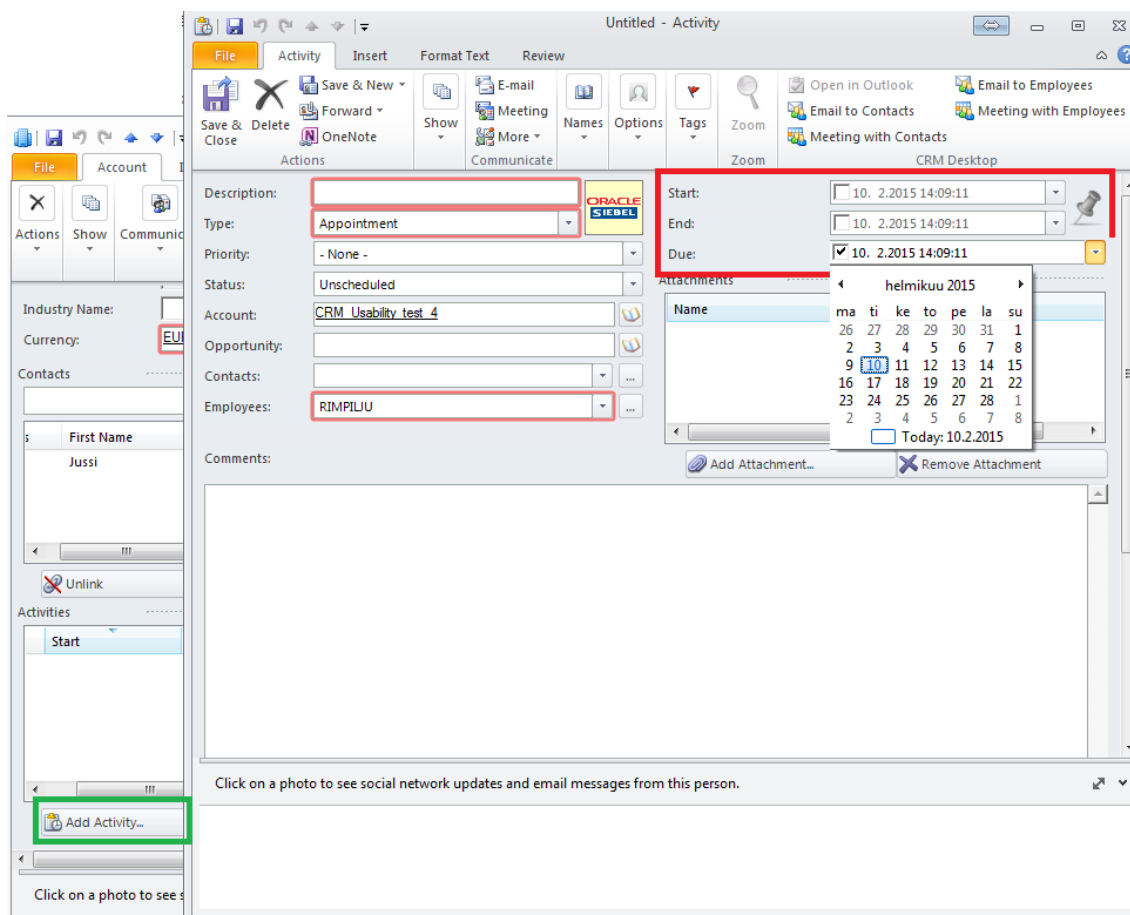 Untitled - Activity
File Activity Insert Format Text Review
Save & Close
Delete
Save & New
Forward
OneNote
Actions
Show
E-mail
Meeting
More
Communicate
Names
Options
Tags
Zoom
Zoom
Open in Outlook
Email to Contacts
Meeting with Contacts
Email to Employees
Meeting with Employees
CRM Desktop
Description:
Type: Appointment
Priority: - None -
Status: Unscheduled
Account: CRM_Usability_test_4
Opportunity:
Contacts: ...
Employees: RIMPILJU ...
ORACLE
SIEBEL
Start: 10. 2.2015 14:09:11
End: 10. 2.2015 14:09:11
Due: 10. 2.2015 14:09:11
Attachments
Name
helmikuu 2015
ma ti ke to pe la su
26 27 28 29 30 31 1
2 3 4 5 6 7 8
9 10 11 12 13 14 15
16 17 18 19 20 21 22
23 24 25 26 27 28 1
2 3 4 5 6 7 8
Today: 10.2.2015
Add Attachment...
Remove Attachment
Comments:
Click on a photo to see social network updates and email messages from this person.
File Account
Actions Show
Industry Name:
Currency:
Contacts
First Name
Jussi
Unlink
Activities
Start
Add Activity...
Click on a photo to see